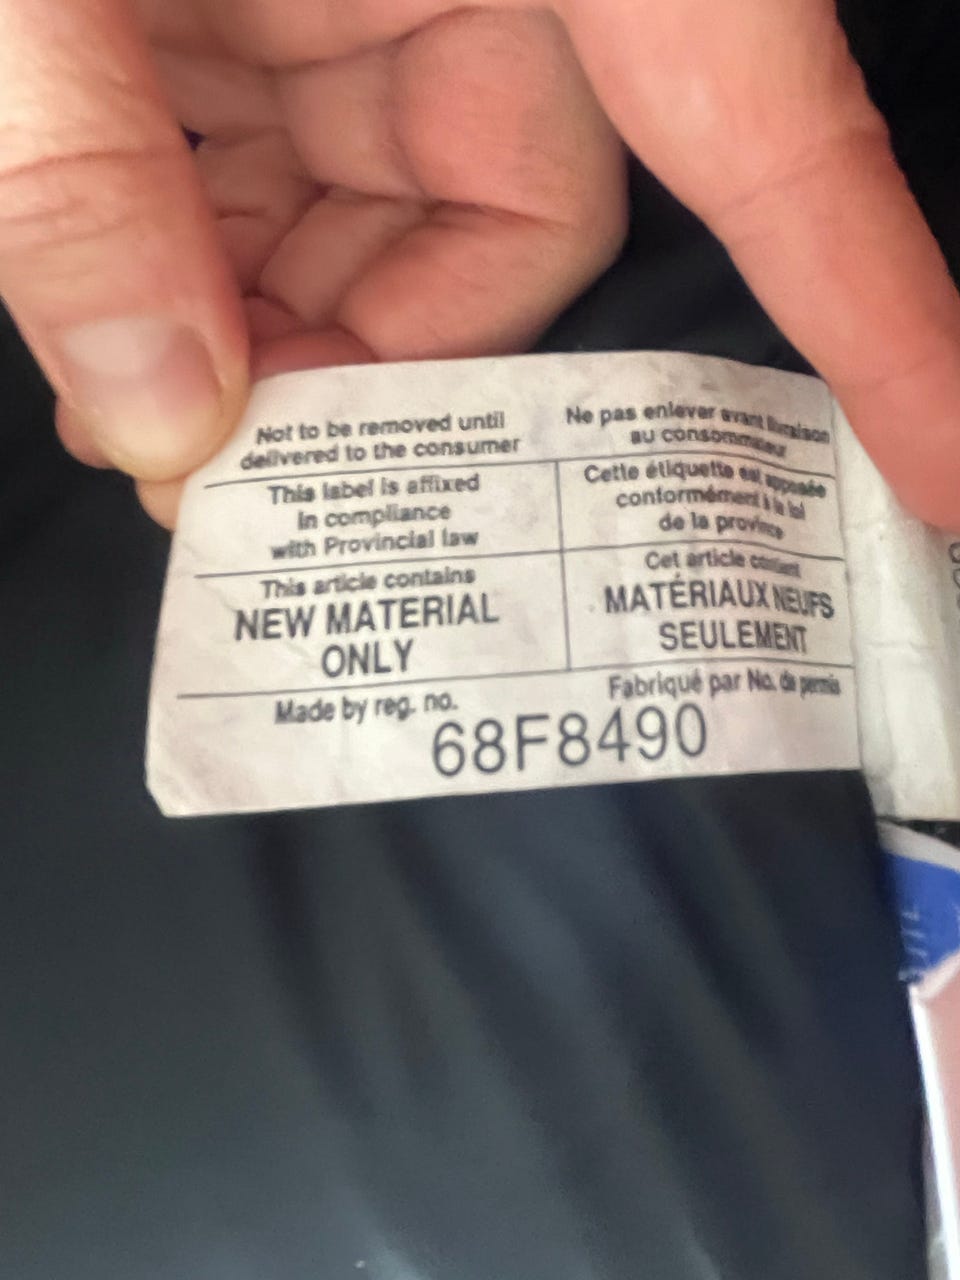 Not to be removed until
delivered to the consumer
Ne pas enlever avant livraison
au consommateur
This label is affixed
in compliance
with Provincial law
Cette étiquette est apposée
conformément à la loi
de la province
This article contains
NEW MATERIAL
ONLY
Cet article contient
MATÉRIAUX NEUFS
SEULEMENT
Made by reg. no.
Fabriqué par No. de permis
68F8490